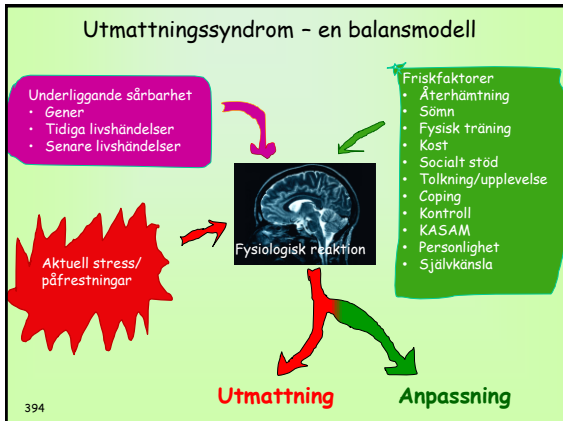 Utmattningssyndrom – en balansmodell
Underliggande sårbarhet
• Gener
• Tidiga livshändelser
• Senare livshändelser
Friskfaktorer
• Återhämtning
• Sömn
• Fysisk träning
• Kost
• Socialt stöd
• Tolkning/upplevelse
• Coping
• Kontroll
• KASAM
• Personlighet
• Självkänsla
Aktuell stress/
påfrestningar
Fysiologisk reaktion
Utmattning
Anpassning
394